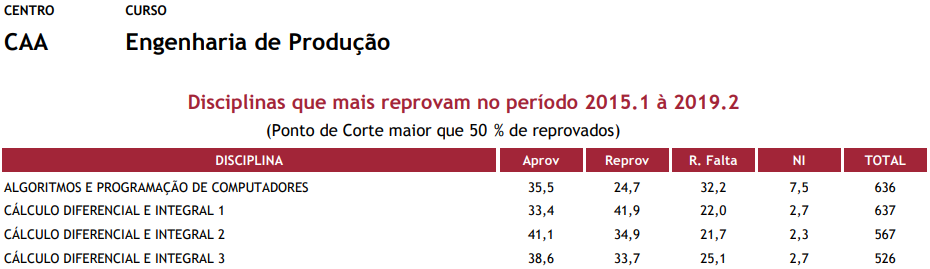 CENTRO CURSO
CAA Engenharia de Produção
Disciplinas que mais reprovam no período 2015.1 à 2019.2
(Ponto de Corte maior que 50 % de reprovados)
DISCIPLINA Aprov Reprov R. Falta NI TOTAL
ALGORITMOS E PROGRAMAÇÃO DE COMPUTADORES 35,5 24,7 32,2 7,5 636
CÁLCULO DIFERENCIAL E INTEGRAL 1 33,4 41,9 22,0 2,7 637
CÁLCULO DIFERENCIAL E INTEGRAL 2 41,1 34,9 21,7 2,3 567
CÁLCULO DIFERENCIAL E INTEGRAL 3 38,6 33,7 25,1 2,7 526